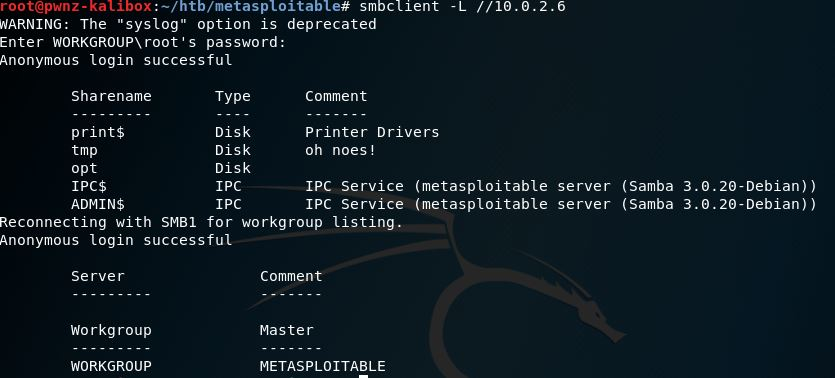 root@pwnz-kalibox:~/htb/metasploitable# smbclient -L //10.0.2.6
WARNING: The "syslog" option is deprecated
Enter WORKGROUP\root's password:
Anonymous login successful
Sharename Type Comment
--------- ---- -------
print$ Disk Printer Drivers
tmp Disk oh noes!
opt Disk
IPC$ IPC IPC Service (metasploitable server (Samba 3.0.20-Debian))
ADMIN$ IPC IPC Service (metasploitable server (Samba 3.0.20-Debian))
Reconnecting with SMB1 for workgroup listing.
Anonymous login successful
Server Comment
--------- -------
Workgroup Master
--------- -------
WORKGROUP METASPLOITABLE